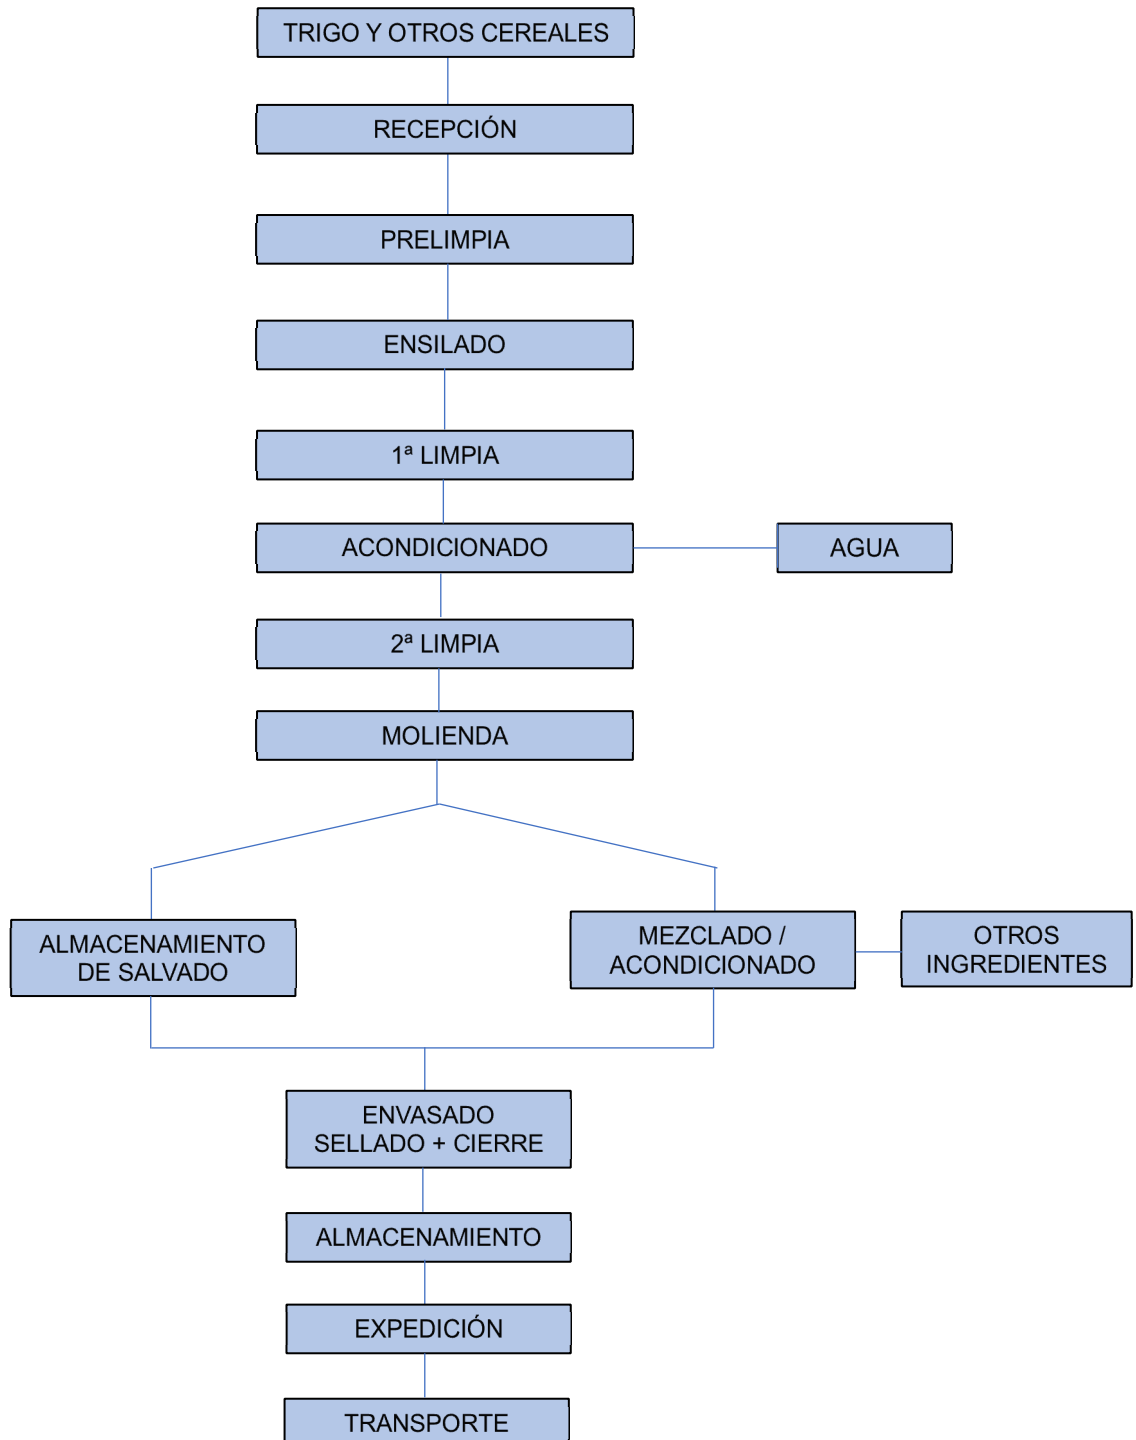 TRIGO Y OTROS CEREALES
RECEPCIÓN
PRELIMPIA
ENSILADO
1ª LIMPIA
ACONDICIONADO
AGUA
2ª LIMPIA
MOLIENDA
ALMACENAMIENTO
DE SALVADO
MEZCLADO /
ACONDICIONADO
OTROS
INGREDIENTES
ENVASADO
SELLADO + CIERRE
ALMACENAMIENTO
EXPEDICIÓN
TRANSPORTE